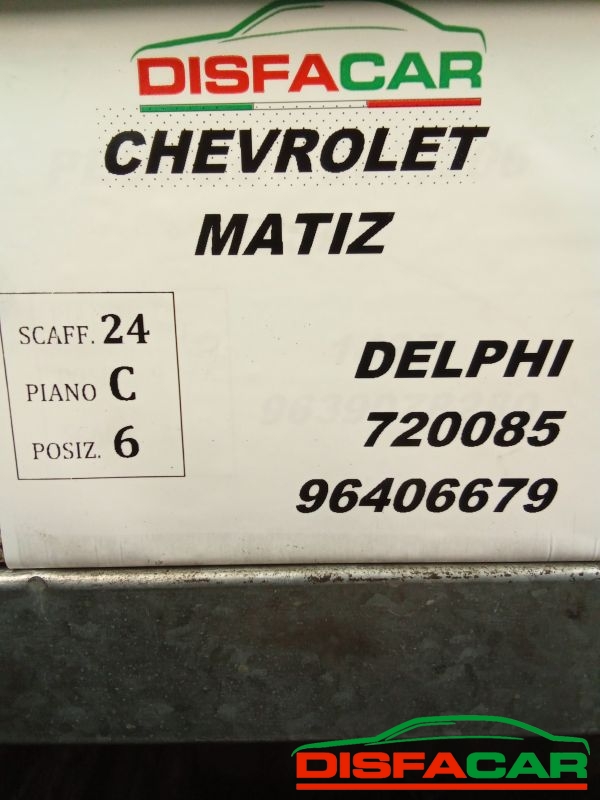 DISFACAR
CHEVROLET
MATIZ
SCAFF. 24
PIANO C
POSIZ. 6
DELPHI
720085
96406679
DISFACAR